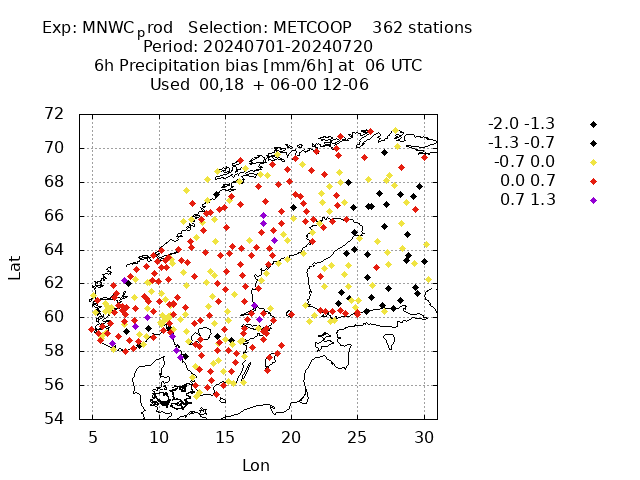 Exp: MNWC_prod Selection: METCOOP 362 stations
Period: 20240701-20240720
6h Precipitation bias [mm/6h] at 06 UTC
Used 00,18 + 06-00 12-06
-2.0 -1.3
-1.3 -0.7
-0.7 0.0
0.0 0.7
0.7 1.3
72
70
68
66
64
62
60
58
56
54
Lat
5 10 15 20 25 30
Lon